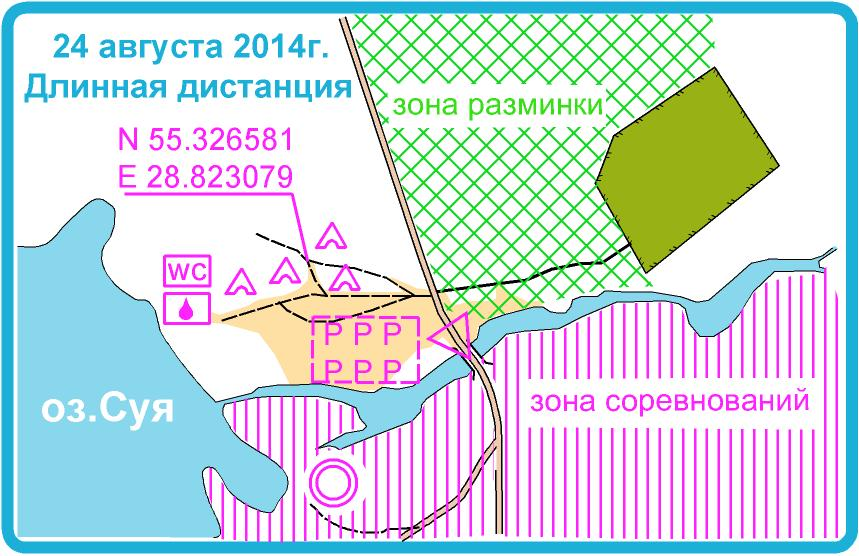 24 августа 2014г.
Длинная дистанция
зона разминки
N 55.326581
E 28.823079
WC
P P P
P P P
оз.Суя
зона соревнований